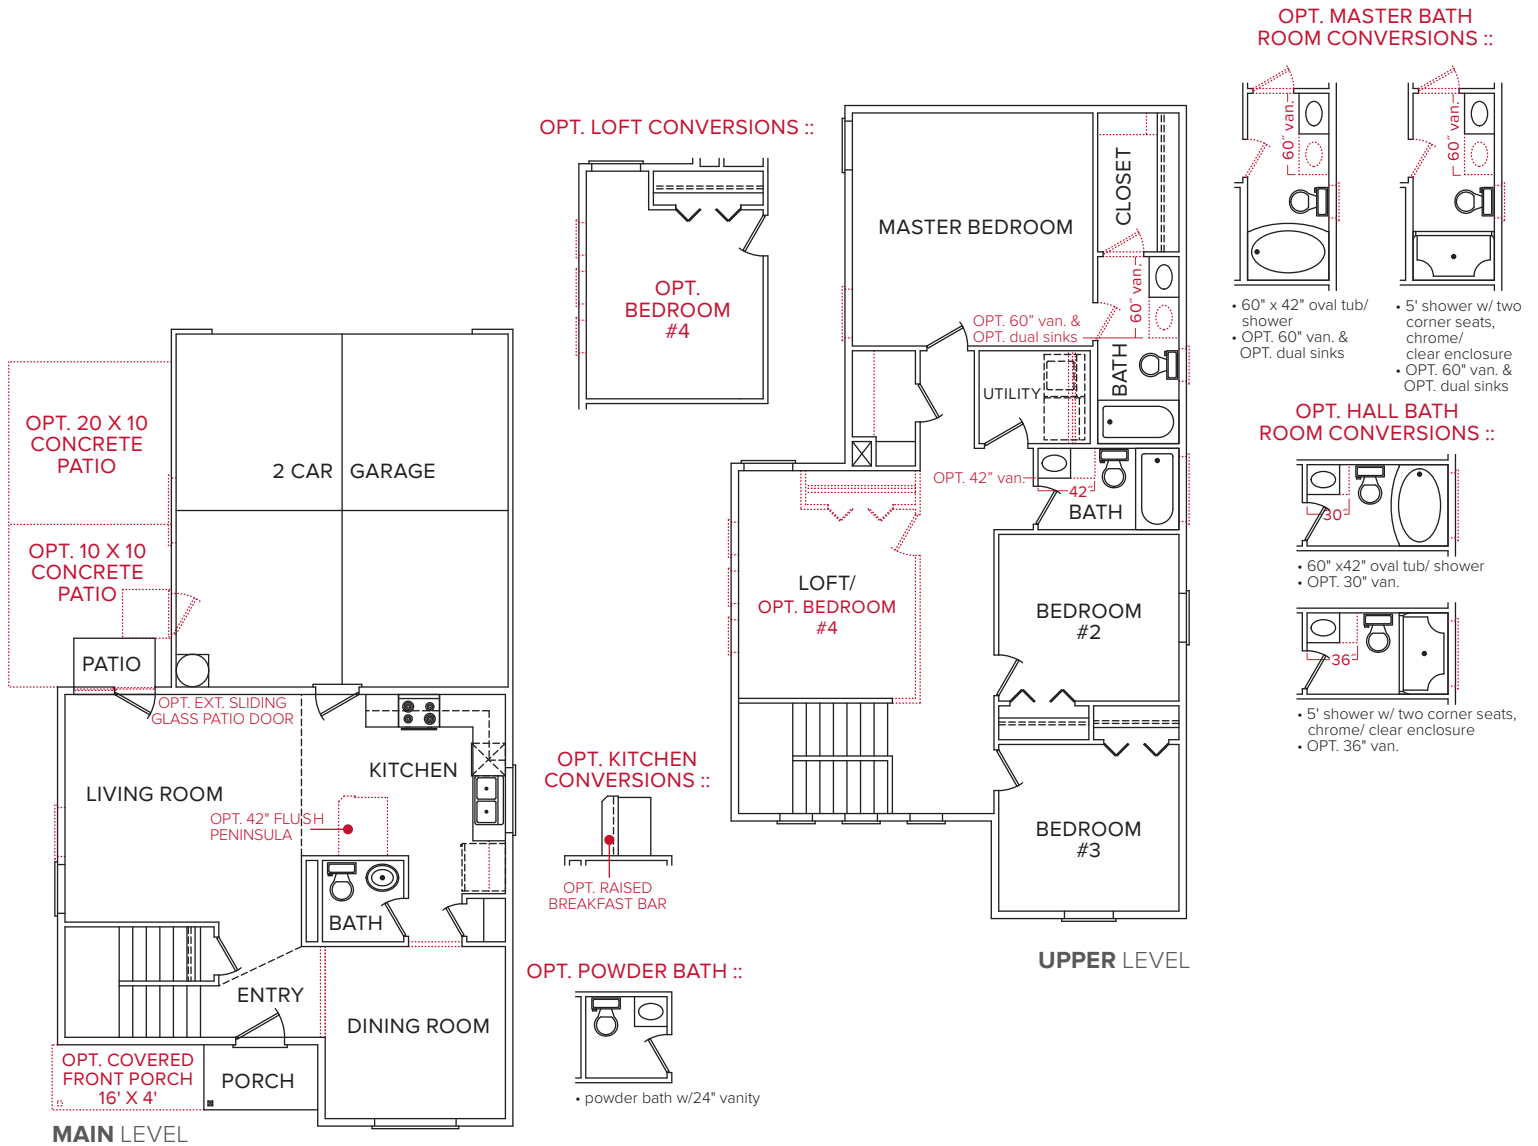 OPT. MASTER BATH
ROOM CONVERSIONS ::
60" van.
60" van.
• 60" x 42" oval tub/
shower
• OPT. 60" van. &
OPT. dual sinks
• 5' shower w/ two
corner seats,
chrome/
clear enclosure
• OPT. 60" van. &
OPT. dual sinks
OPT. HALL BATH
ROOM CONVERSIONS ::
30"
• 60" x42" oval tub/ shower
• OPT. 30" van.
36"
• 5' shower w/ two corner seats,
chrome/ clear enclosure
• OPT. 36" van.
OPT. LOFT CONVERSIONS ::
OPT.
BEDROOM
#4
MASTER BEDROOM
CLOSET
60" van.
OPT. 60" van. &
OPT. dual sinks
BATH
UTILITY
OPT. 42" van.
42"
BATH
LOFT/
OPT. BEDROOM
#4
BEDROOM
#2
BEDROOM
#3
UPPER LEVEL
OPT. 20 X 10
CONCRETE
PATIO
2 CAR GARAGE
OPT. 10 X 10
CONCRETE
PATIO
PATIO
OPT. EXT. SLIDING
GLASS PATIO DOOR
KITCHEN
LIVING ROOM
OPT. 42" FLUSH
PENINSULA
BATH
ENTRY
DINING ROOM
OPT. COVERED
FRONT PORCH
16' X 4'
PORCH
MAIN LEVEL
OPT. KITCHEN
CONVERSIONS ::
OPT. RAISED
BREAKFAST BAR
OPT. POWDER BATH ::
• powder bath w/24" vanity